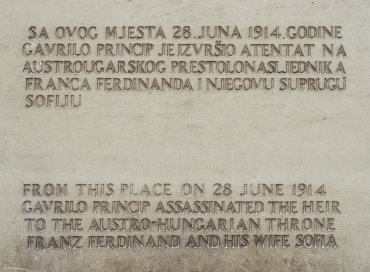 SA OVOG MJESTA 28. JUNA 1914. GODINE
GAVRILO PRINCIP JE IZVRŠIO ATENTAT NA
AUSTROUGARSKOG PRESTOLONASLJEDNIKA
FRANCA FERDINANDA I NJEGOVU SUPRUGU
SOFIJU
FROM THIS PLACE ON 28 JUNE 1914
GAVRILO PRINCIP ASSASSINATED THE HEIR
TO THE AUSTRO-HUNGARIAN THRONE
FRANZ FERDINAND AND HIS WIFE SOFIA